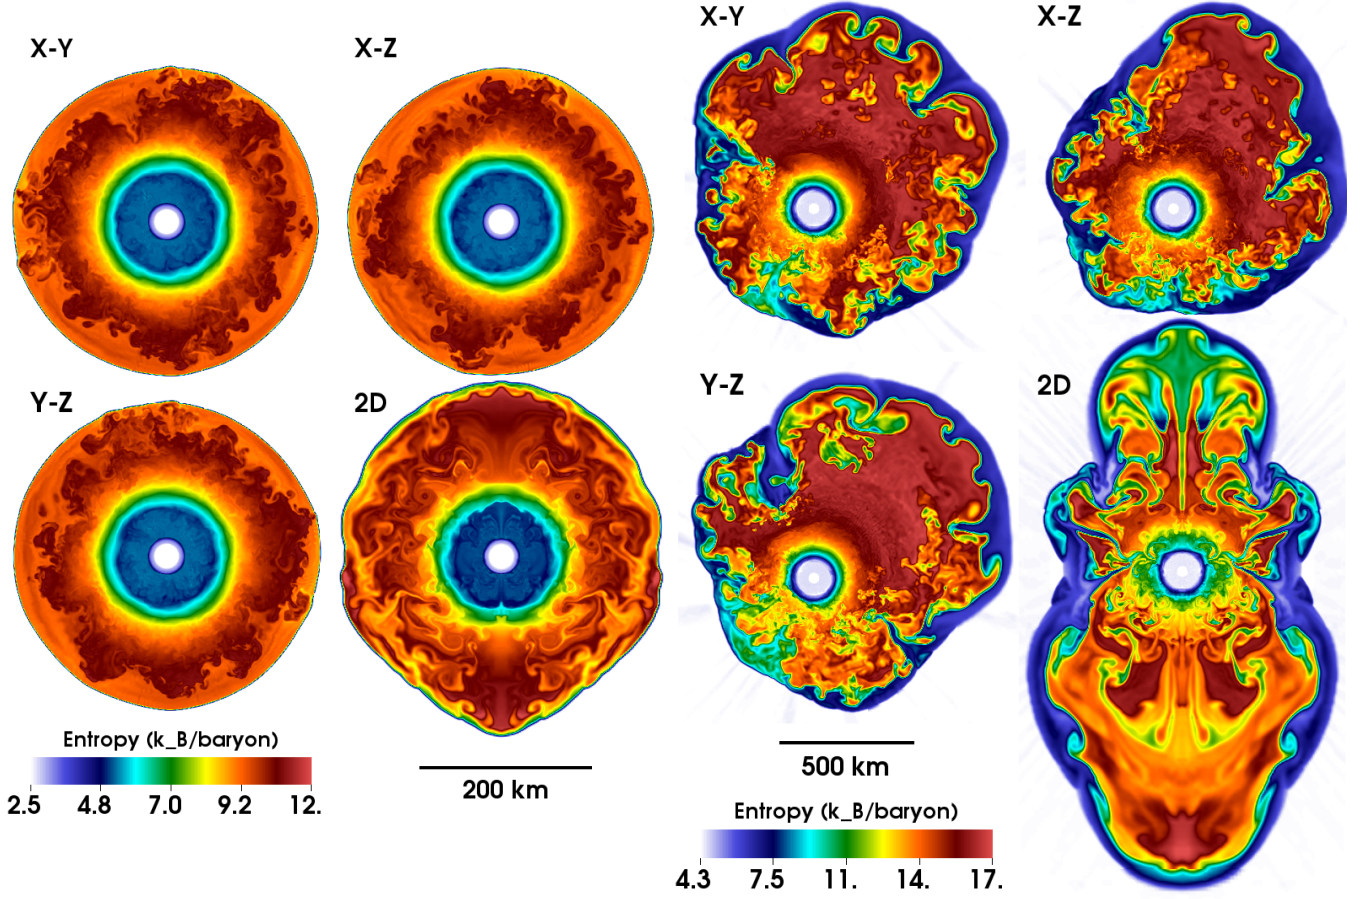 X-Y
X-Z
Y-Z
2D
Entropy (k_B/baryon)
2.5 4.8 7.0 9.2 12.
200 km
X-Y
X-Z
Y-Z
2D
500 km
Entropy (k_B/baryon)
4.3 7.5 11. 14. 17.